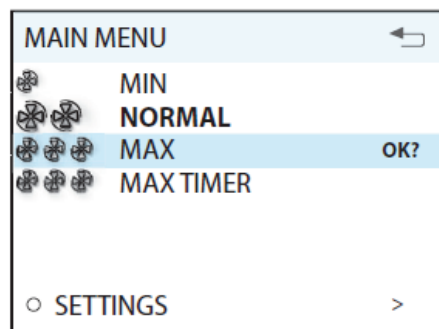 MAIN MENU
MIN
NORMAL
MAX OK?
MAX TIMER
SETTINGS >